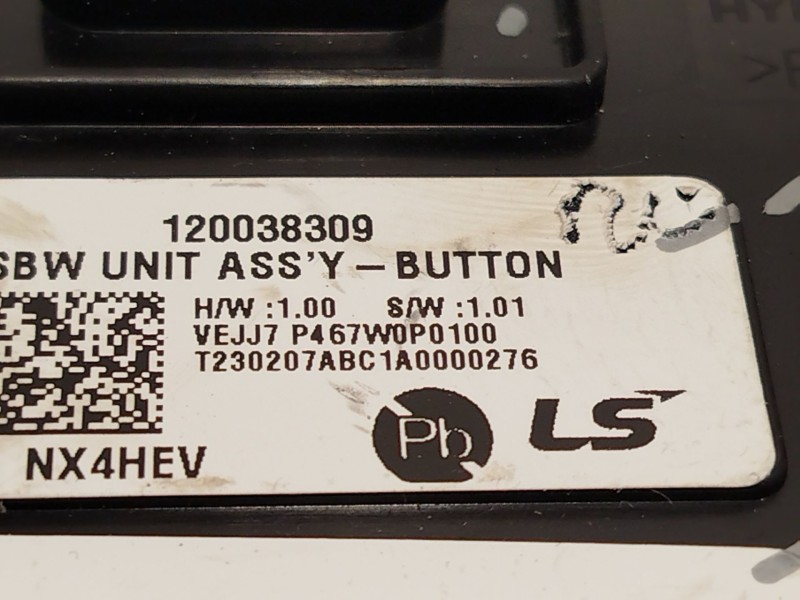 120038309
SBW UNIT ASS'Y – BUTTON
H/W :1.00 S/W :1.01
VEJJ7 P467W0P0100
T230207ABC1A0000276
Pb LS
NX4HEV